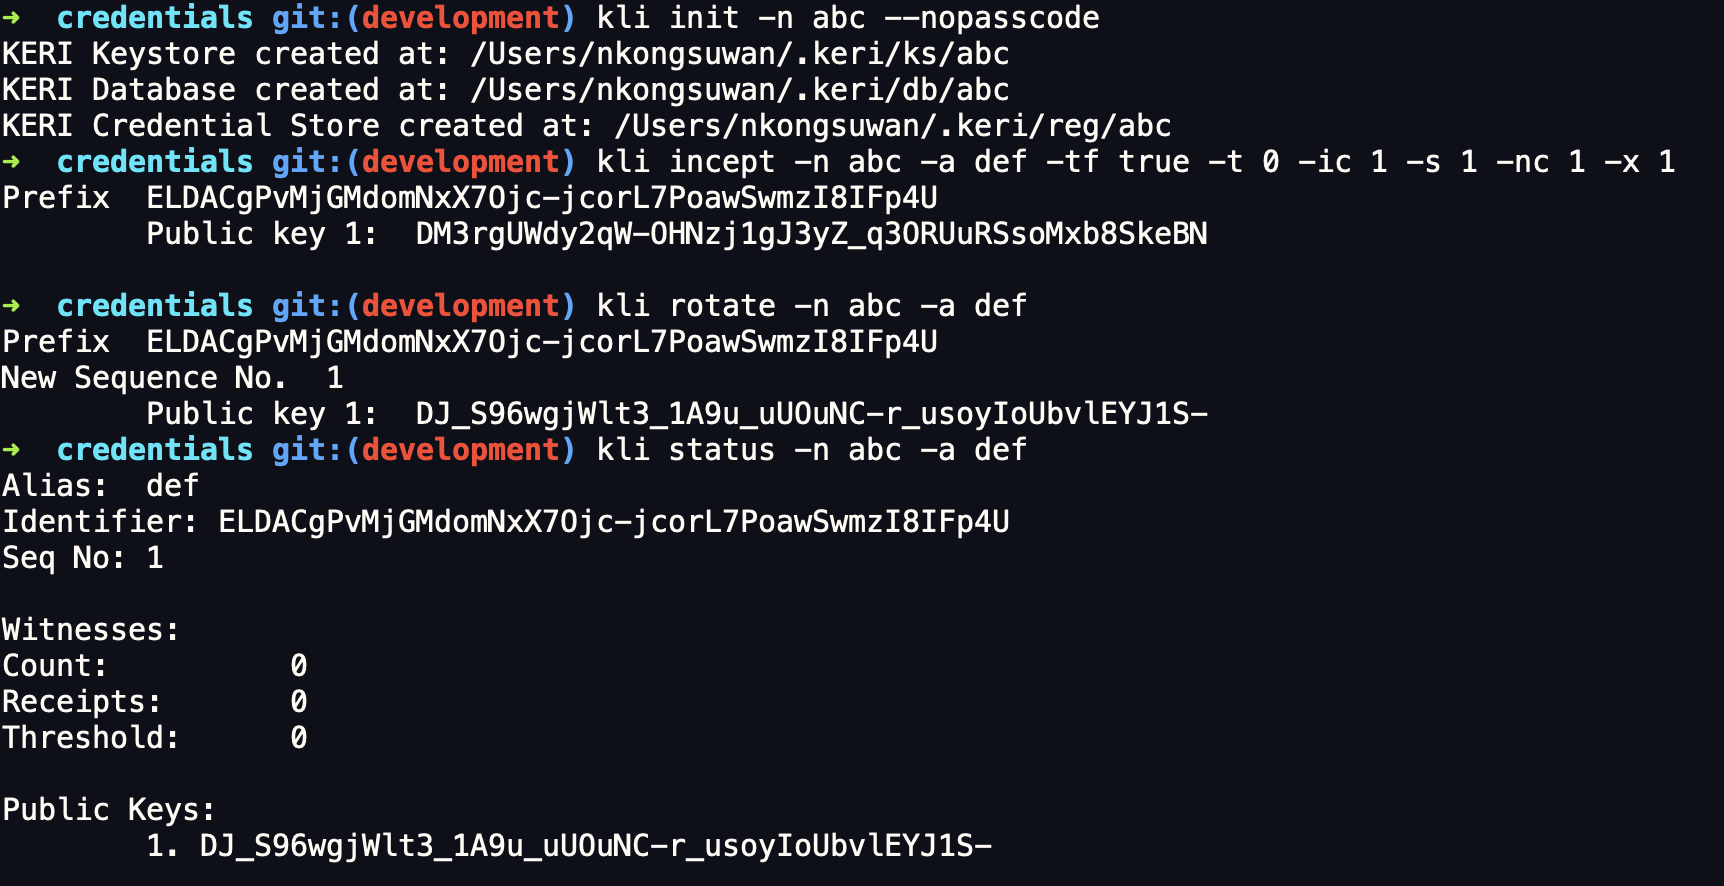 ➜  credentials git:(development) kli init -n abc --nopasscode
KERI Keystore created at: /Users/nkongsuwan/.keri/ks/abc
KERI Database created at: /Users/nkongsuwan/.keri/db/abc
KERI Credential Store created at: /Users/nkongsuwan/.keri/reg/abc
➜  credentials git:(development) kli incept -n abc -a def -tf true -t 0 -ic 1 -s 1 -nc 1 -x 1
Prefix  ELDACgPvMjGMdomNxX7Ojc-jcorL7PoawSwmzI8IFp4U
        Public key 1:  DM3rgUWdy2qW-OHNzj1gJ3yZ_q3ORUuRSsoMxb8SkeBN
➜  credentials git:(development) kli rotate -n abc -a def
Prefix  ELDACgPvMjGMdomNxX7Ojc-jcorL7PoawSwmzI8IFp4U
New Sequence No.  1
        Public key 1:  DJ_S96wgjWlt3_1A9u_uUOuNC-r_usoyIoUbvlEYJ1S-
➜  credentials git:(development) kli status -n abc -a def
Alias:  def
Identifier: ELDACgPvMjGMdomNxX7Ojc-jcorL7PoawSwmzI8IFp4U
Seq No: 1
Witnesses:
Count:          0
Receipts:       0
Threshold:      0
Public Keys:
        1. DJ_S96wgjWlt3_1A9u_uUOuNC-r_usoyIoUbvlEYJ1S-